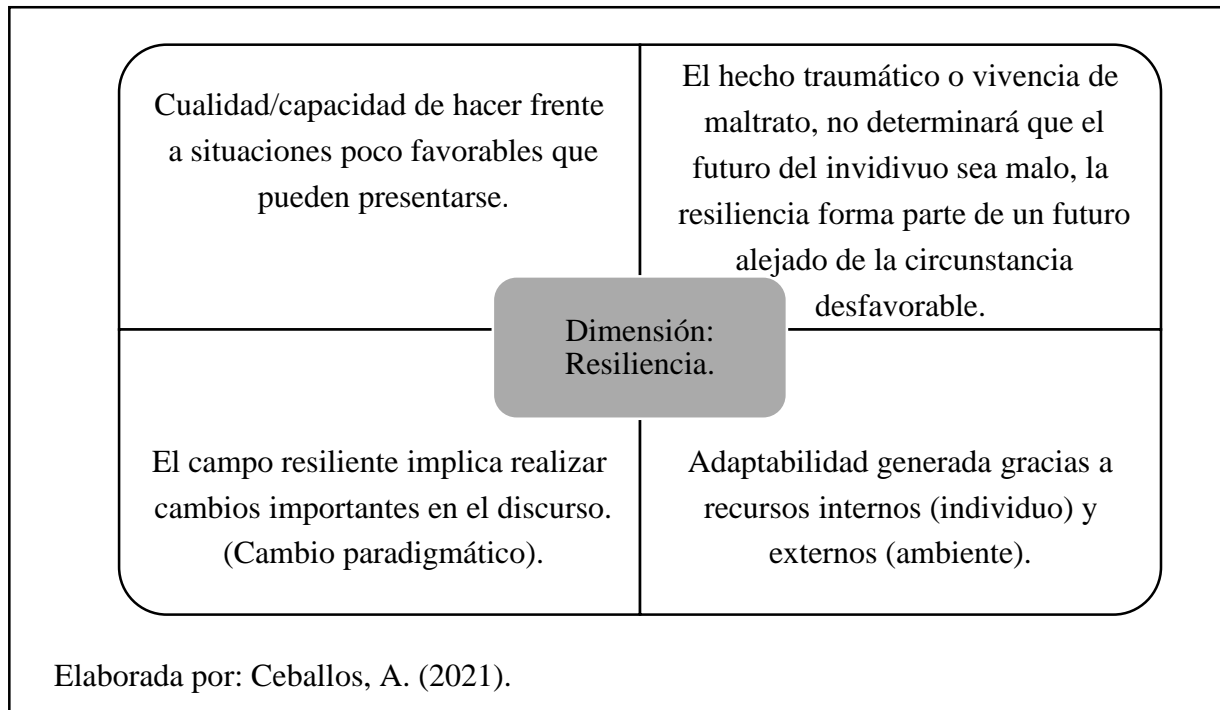 Cualidad/capacidad de hacer frente
a situaciones poco favorables que
pueden presentarse.
El hecho traumático o vivencia de
maltrato, no determinará que el
futuro del invidivuo sea malo, la
resiliencia forma parte de un futuro
alejado de la circunstancia
desfavorable.
Dimensión:
Resiliencia.
El campo resiliente implica realizar
cambios importantes en el discurso.
(Cambio paradigmático).
Adaptabilidad generada gracias a
recursos internos (individuo) y
externos (ambiente).
Elaborada por: Ceballos, A. (2021).